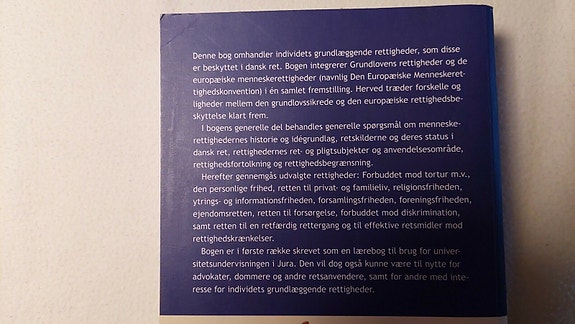 Denne bog omhandler individets grundlæggende rettigheder, som disse
er beskyttet i dansk ret. Bogen integrerer Grundlovens rettigheder og de
europæiske menneskerettigheder (navnlig Den Europæiske Menneskeret-
tighedskonvention) i én samlet fremstilling. Herved træder forskelle og
ligheder mellem den grundlovssikrede og den europæiske rettighedsbe-
skyttelse klart frem.
I bogens generelle del behandles generelle spørgsmål om menneske-
rettighedernes historie og idégrundlag, retskilderne og deres status i
dansk ret, rettighedernes ret- og pligtsubjekter og anvendelsesområde,
rettighedsfortolkning og rettighedsbegrænsning.
Herefter gennemgås udvalgte rettigheder: Forbuddet mod tortur m.v.,
den personlige frihed, retten til privat- og familieliv, religionsfriheden,
ytrings- og informationsfriheden, forsamlingsfriheden, foreningsfriheden,
ejendomsretten, retten til forsørgelse, forbuddet mod diskrimination,
samt retten til en retfærdig rettergang og til effektive retsmidler mod
rettighedskrænkelser.
Bogen er i første række skrevet som en lærebog til brug for univer-
sitetsundervisningen i Jura. Den vil dog også kunne være til nytte for
advokater, dommere og andre retsanvendere, samt for andre med inte-
resse for individets grundlæggende rettigheder.